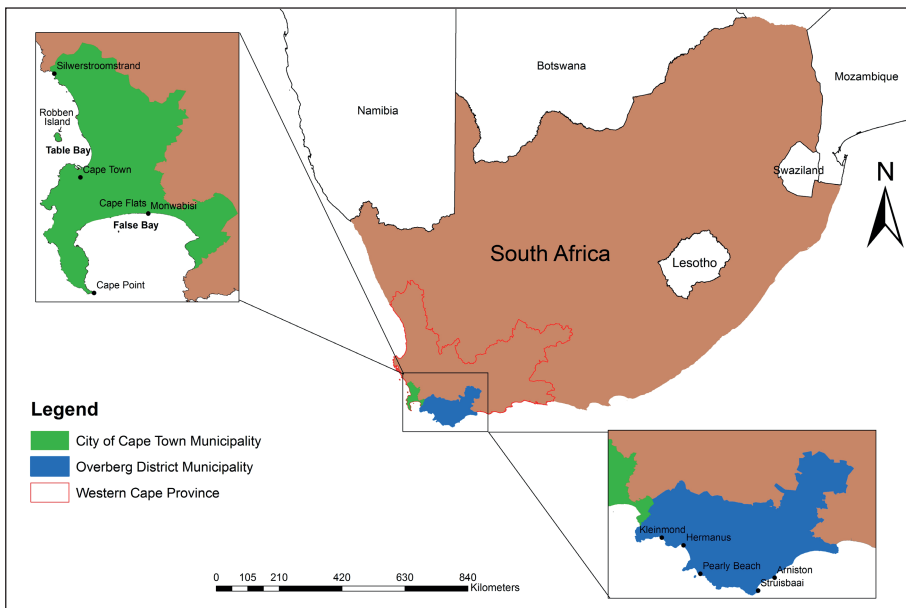 Silwerstroomstrand
Robben
Island
Table Bay
Cape Town
Cape Flats
Monwabisi
False Bay
Cape Point
Namibia
Botswana
Mozambique
Swaziland
N
South Africa
Lesotho
Legend
City of Cape Town Municipality
Overberg District Municipality
Western Cape Province
Kleinmond
Hermanus
Pearly Beach
Arniston
Struisbaai
0 105 210 420 630 840
Kilometers